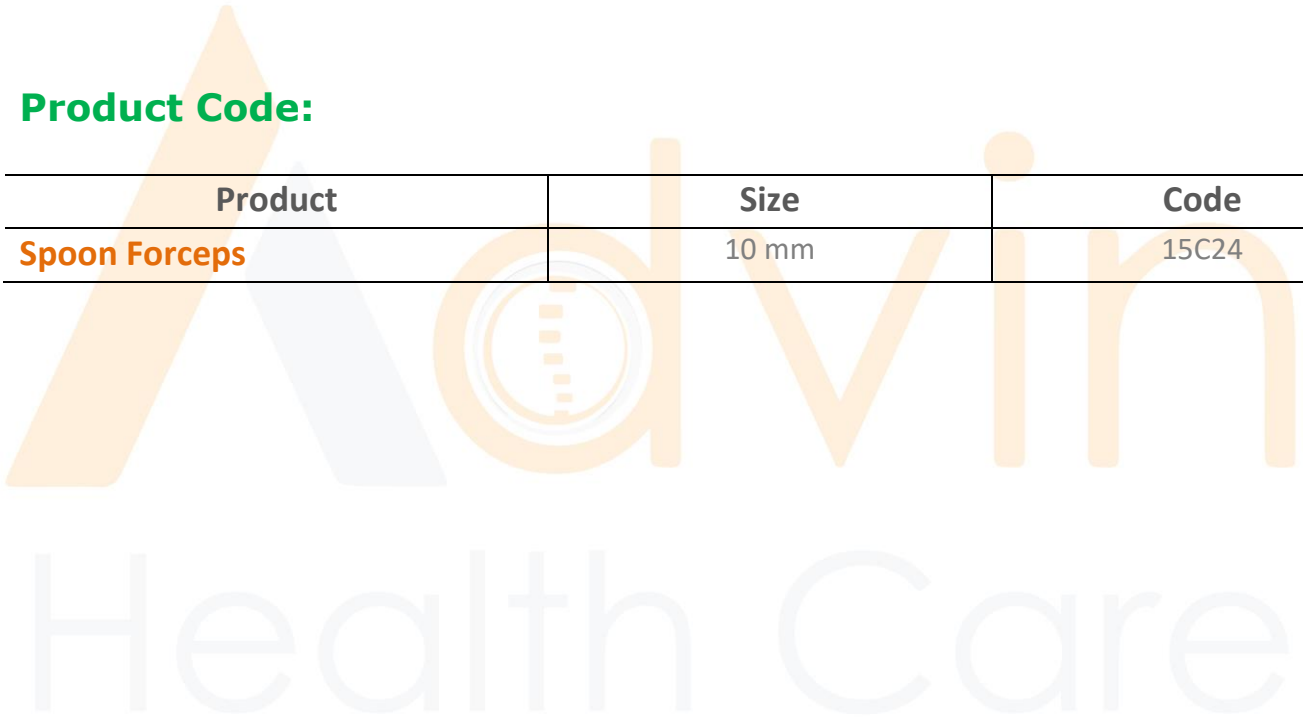 Product Code:
Product Size Code
Spoon Forceps 10 mm 15C24
Advin
Health Care